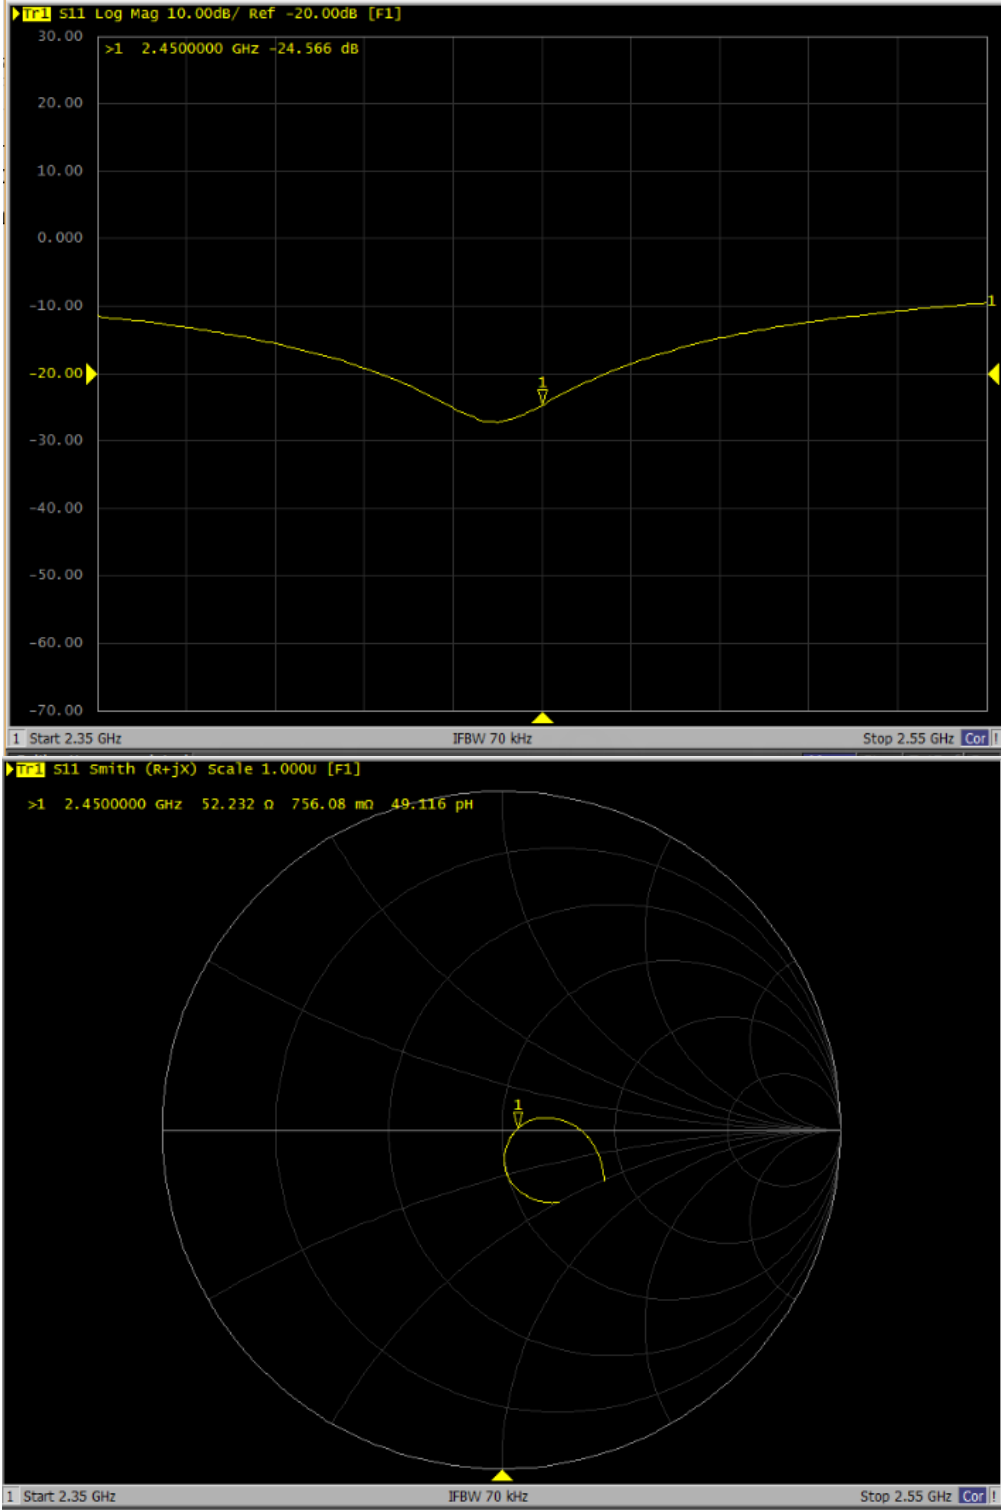 Tr1 S11 Log Mag 10.00dB/ Ref -20.00dB [F1]
30.00
>1 2.4500000 GHz -24.566 dB
20.00
10.00
0.000
-10.00
1
-20.00
1
-30.00
-40.00
-50.00
-60.00
-70.00
1 Start 2.35 GHz IFBW 70 kHz Stop 2.55 GHz Cor !
Tr1 S11 Smith (R+jX) Scale 1.000U [F1]
>1 2.4500000 GHz 52.232 Ω 756.08 mΩ 49.116 pH
1
1 Start 2.35 GHz IFBW 70 kHz Stop 2.55 GHz Cor !